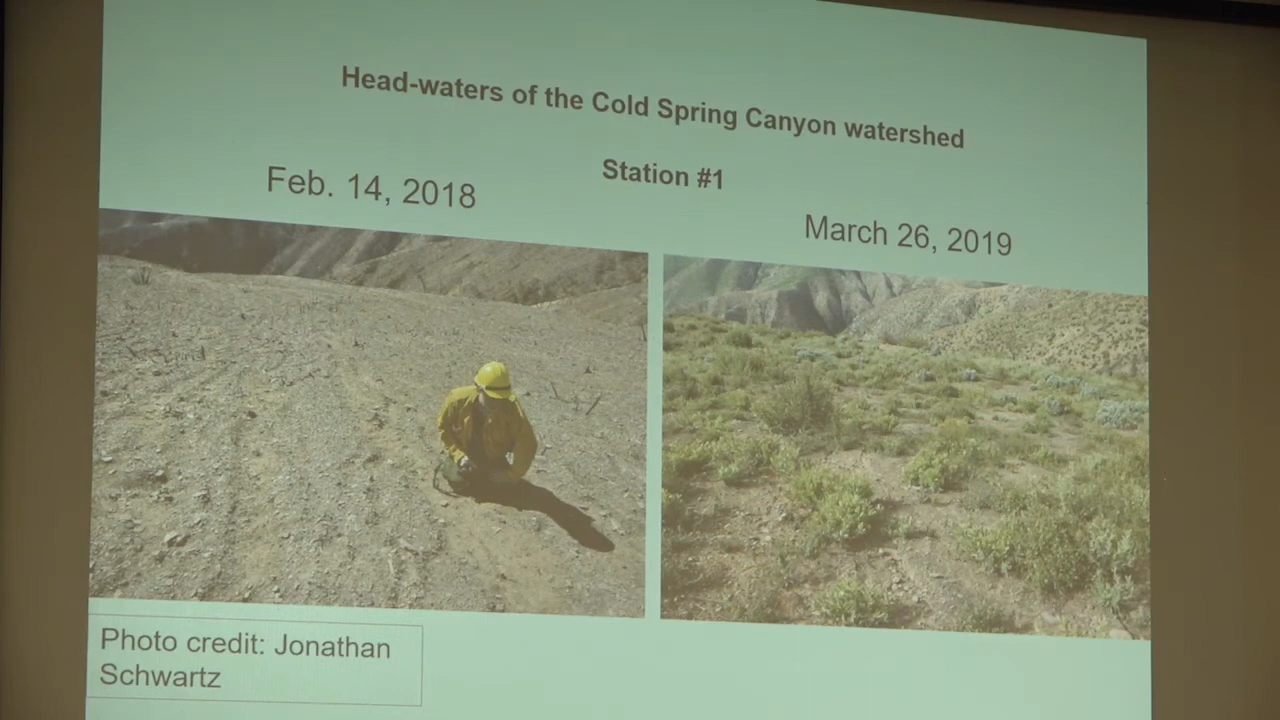 Head-waters of the Cold Spring Canyon watershed
Station #1
Feb. 14, 2018
March 26, 2019
Photo credit: Jonathan
Schwartz